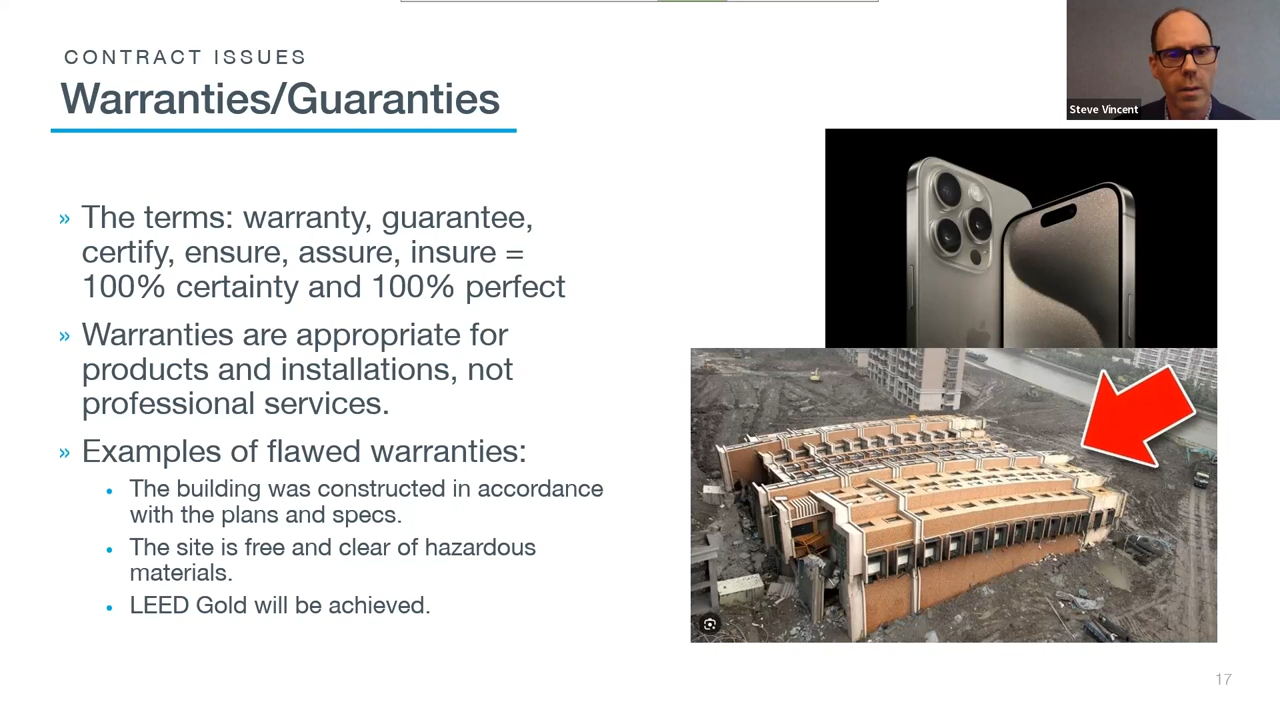 CONTRACT ISSUES
Warranties/Guaranties
Steve Vincent
» The terms: warranty, guarantee,
certify, ensure, assure, insure =
100% certainty and 100% perfect
» Warranties are appropriate for
products and installations, not
professional services.
» Examples of flawed warranties:
• The building was constructed in accordance
with the plans and specs.
• The site is free and clear of hazardous
materials.
• LEED Gold will be achieved.
17